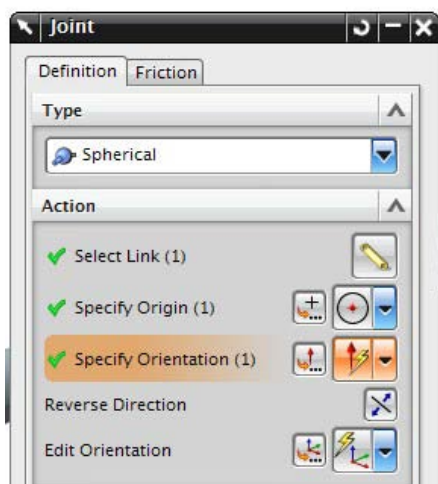 Joint
Definition Friction
Type
Spherical
Action
Select Link (1)
Specify Origin (1)
Specify Orientation (1)
Reverse Direction
Edit Orientation